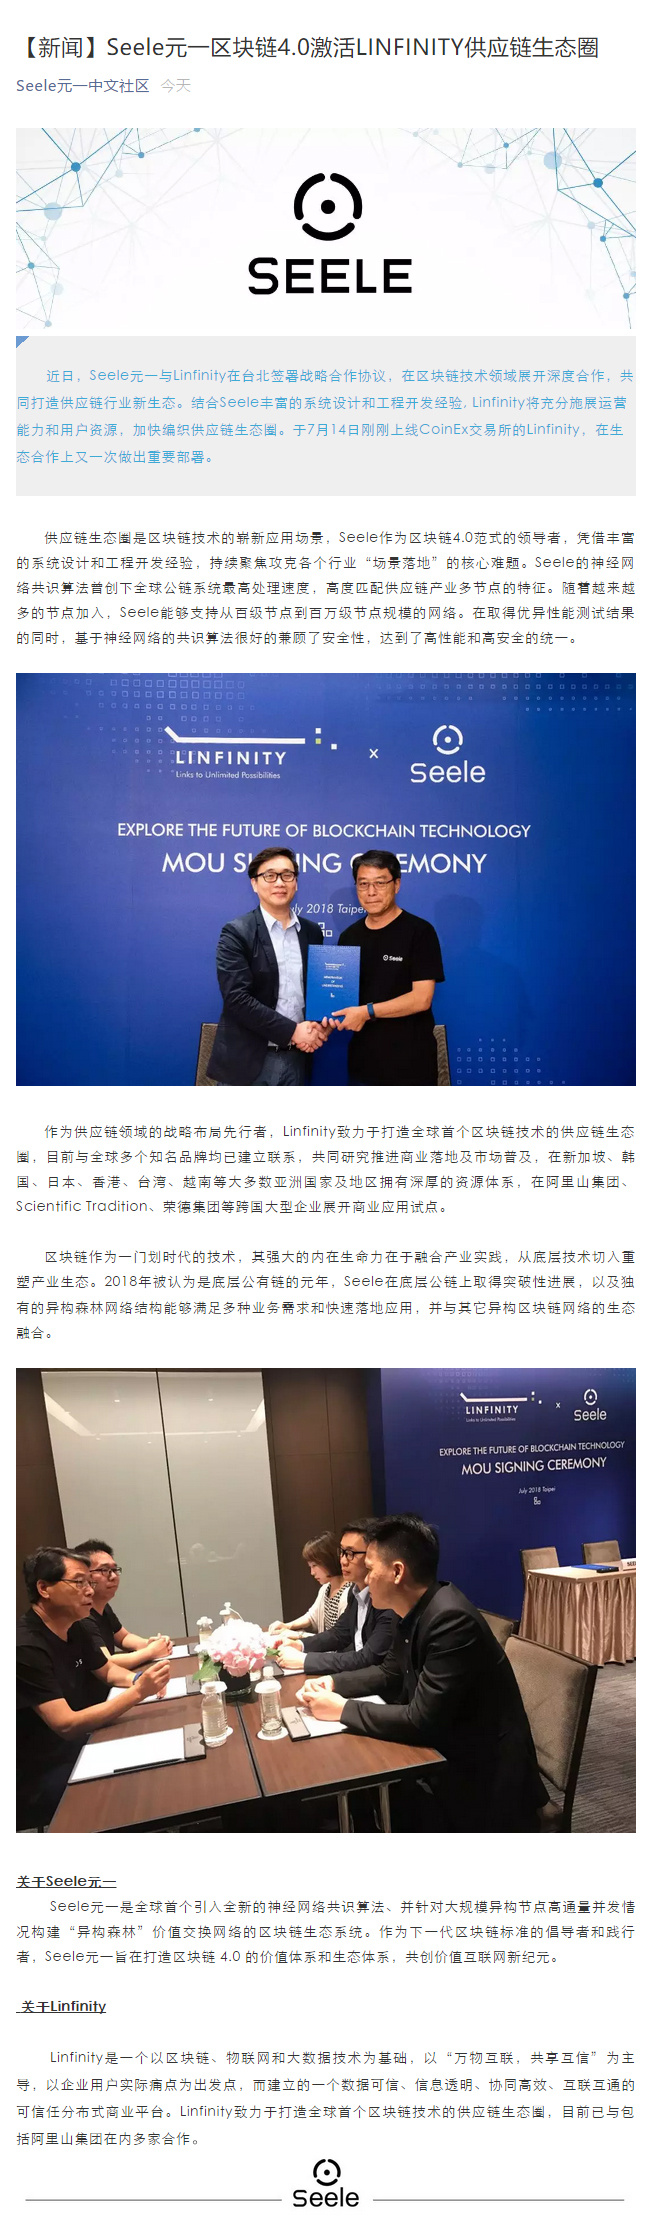 【新闻】Seele元一区块链4.0激活LINFINITY供应链生态圈
Seele元一中文社区 今天
SEELE
近日，Seele元一与Linfinity在台北签署战略合作协议，在区块链技术领域展开深度合作，共
同打造供应链行业新生态。结合Seele丰富的系统设计和工程开发经验, Linfinity将充分施展运营
能力和用户资源，加快编织供应链生态圈。于7月14日刚刚上线CoinEx交易所的Linfinity，在生
态合作上又一次做出重要部署。
供应链生态圈是区块链技术的崭新应用场景，Seele作为区块链4.0范式的领导者，凭借丰富
的系统设计和工程开发经验，持续聚焦攻克各个行业“场景落地”的核心难题。Seele的神经网
络共识算法曾创下全球公链系统最高处理速度，高度匹配供应链产业多节点的特征。随着越来越
多的节点加入，Seele能够支持从百级节点到百万级节点规模的网络。在取得优异性能测试结果
的同时，基于神经网络的共识算法很好的兼顾了安全性，达到了高性能和高安全的统一。
LINFINITY x Seele
Links to Unlimited Possibilities
EXPLORE THE FUTURE OF BLOCKCHAIN TECHNOLOGY
MOU SIGNING CEREMONY
July 2018 Taipei
Seele
作为供应链领域的战略布局先行者，Linfinity致力于打造全球首个区块链技术的供应链生态
圈，目前与全球多个知名品牌均已建立联系，共同研究推进商业落地及市场普及，在新加坡、韩
国、日本、香港、台湾、越南等大多数亚洲国家及地区拥有深厚的资源体系，在阿里山集团、
Scientific Tradition、荣德集团等跨国大型企业展开商业应用试点。
区块链作为一门划时代的技术，其强大的内在生命力在于融合产业实践，从底层技术切入重
塑产业生态。2018年被认为是底层公有链的元年，Seele在底层公链上取得突破性进展，以及独
有的异构森林网络结构能够满足多种业务需求和快速落地应用，并与其它异构区块链网络的生态
融合。
LINFINITY x Seele
Links to Unlimited Possibilities
EXPLORE THE FUTURE OF BLOCKCHAIN TECHNOLOGY
MOU SIGNING CEREMONY
July 2018 Taipei
关于Seele元一
Seele元一是全球首个引入全新的神经网络共识算法、并针对大规模异构节点高通量并发情
况构建“异构森林”价值交换网络的区块链生态系统。作为下一代区块链标准的倡导者和践行
者，Seele元一旨在打造区块链 4.0 的价值体系和生态体系，共创价值互联网新纪元。
关于Linfinity
Linfinity是一个以区块链、物联网和大数据技术为基础，以“万物互联，共享互信”为主
导，以企业用户实际痛点为出发点，而建立的一个数据可信、信息透明、协同高效、互联互通的
可信任分布式商业平台。Linfinity致力于打造全球首个区块链技术的供应链生态圈，目前已与包
括阿里山集团在内多家合作。
Seele